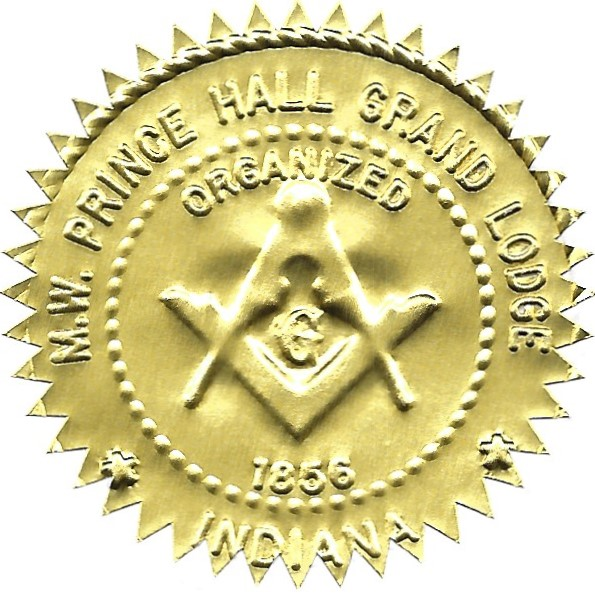 M.W. PRINCE HALL GRAND LODGE
ORGANIZED
G
1856
INDIANA